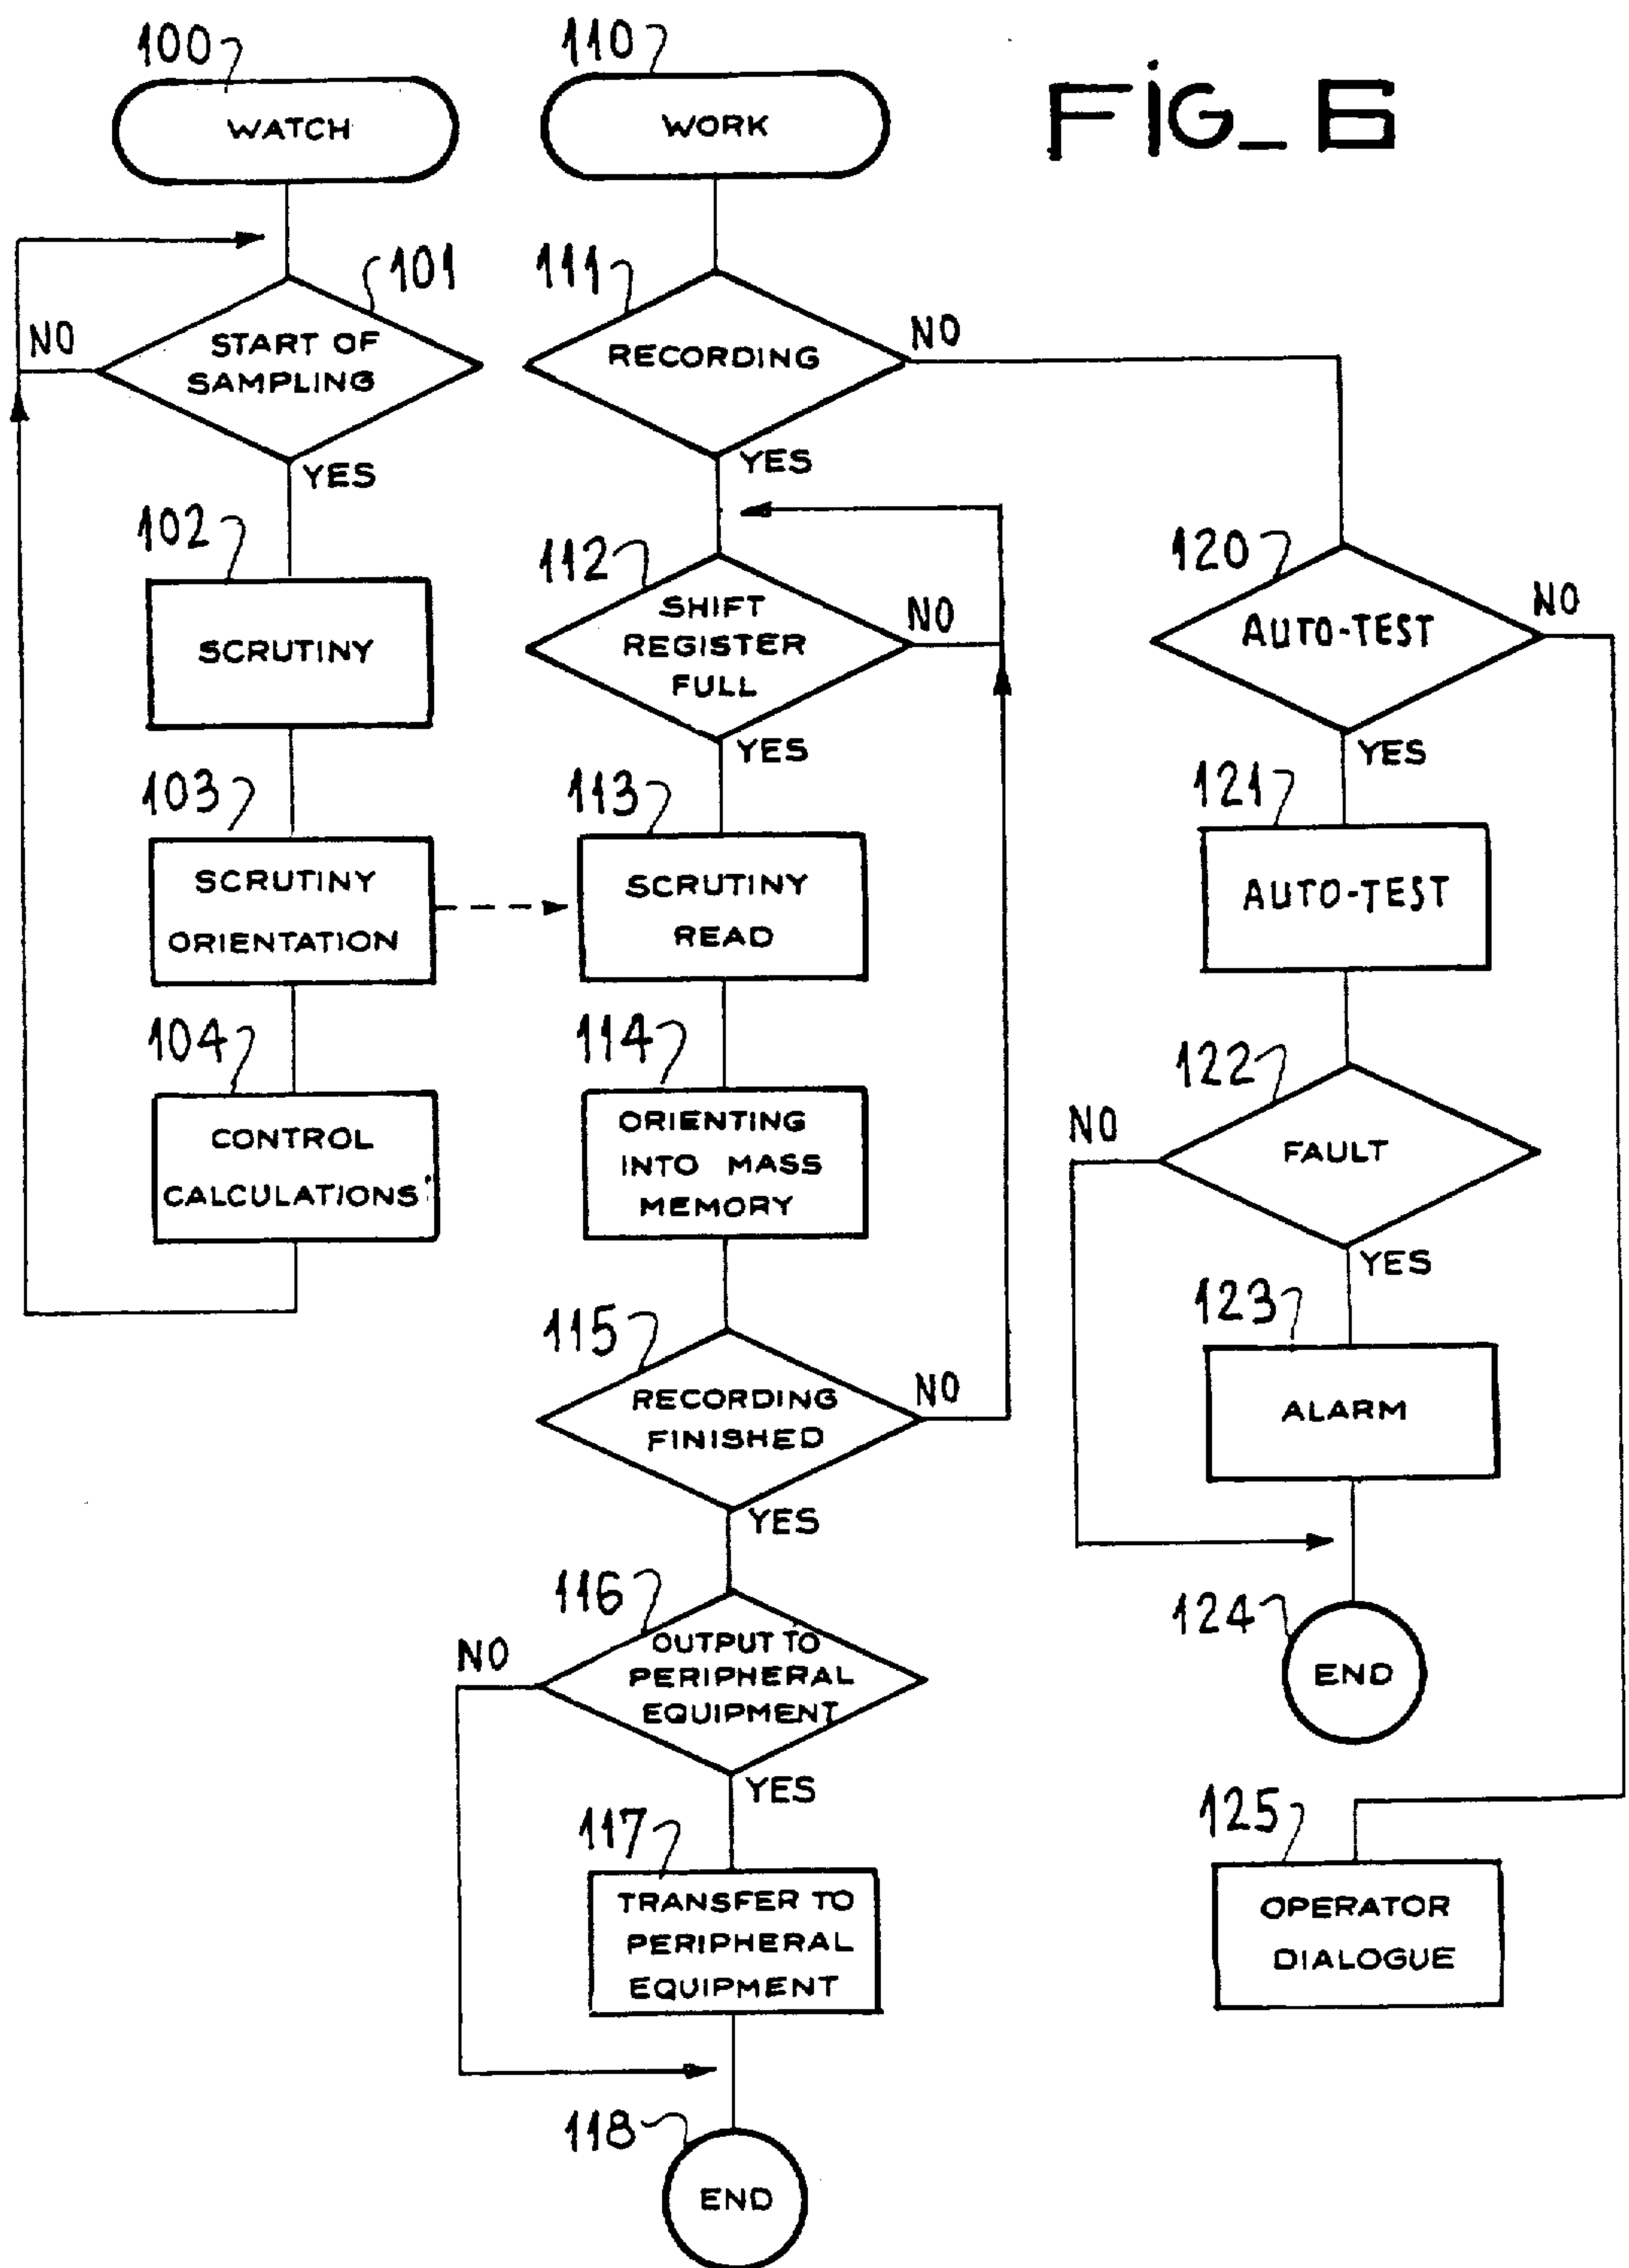 FIG_6
100
WATCH
101
START OF
SAMPLING
NO
YES
102
SCRUTINY
103
SCRUTINY
ORIENTATION
104
CONTROL
CALCULATIONS
110
WORK
111
RECORDING
NO
YES
112
SHIFT
REGISTER
FULL
NO
YES
113
SCRUTINY
READ
114
ORIENTING
INTO MASS
MEMORY
115
RECORDING
FINISHED
NO
YES
116
OUTPUT TO
PERIPHERAL
EQUIPMENT
NO
YES
117
TRANSFER TO
PERIPHERAL
EQUIPMENT
118
END
120
AUTO-TEST
NO
YES
121
AUTO-TEST
122
FAULT
NO
YES
123
ALARM
124
END
125
OPERATOR
DIALOGUE